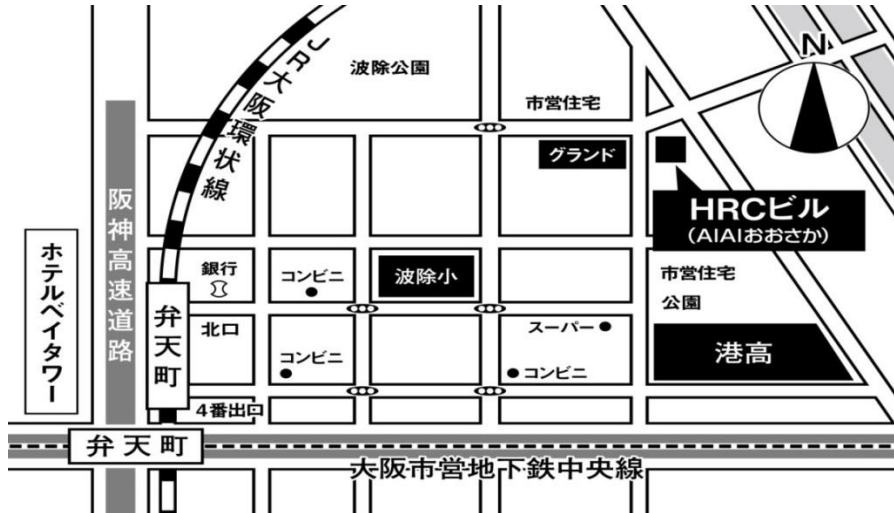 JR大阪環状線
波除公園
市営住宅
N
グランド
HRCビル
(AIAIおおさか)
阪神高速道路
ホテルベイタワー
銀行
コンビニ
波除小
市営住宅
公園
弁天町
北口
コンビニ
スーパー
コンビニ
港高
4番出口
弁天町
大阪市営地下鉄中央線